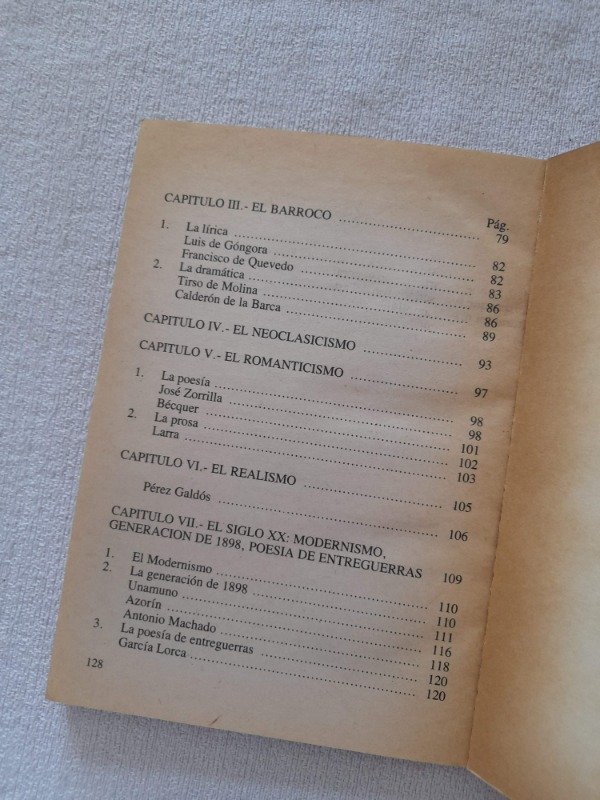 Pág.
CAPITULO III.- EL BARROCO ........ 79
1. La lírica ........ 82
Luis de Góngora ........ 82
Francisco de Quevedo ........ 83
2. La dramática ........ 86
Tirso de Molina ........ 86
Calderón de la Barca ........ 89
CAPITULO IV.- EL NEOCLASICISMO ........ 93
CAPITULO V.- EL ROMANTICISMO ........ 97
1. La poesía ........ 98
José Zorrilla ........ 98
Bécquer ........ 101
2. La prosa ........ 102
Larra ........ 103
CAPITULO VI.- EL REALISMO ........ 105
Pérez Galdós ........ 106
CAPITULO VII.- EL SIGLO XX: MODERNISMO,
GENERACION DE 1898, POESIA DE ENTREGUERRAS 109
1. El Modernismo ........ 110
2. La generación de 1898 ........ 110
Unamuno ........ 111
Azorín ........ 116
Antonio Machado ........ 118
3. La poesía de entreguerras ........ 120
García Lorca ........ 120
128